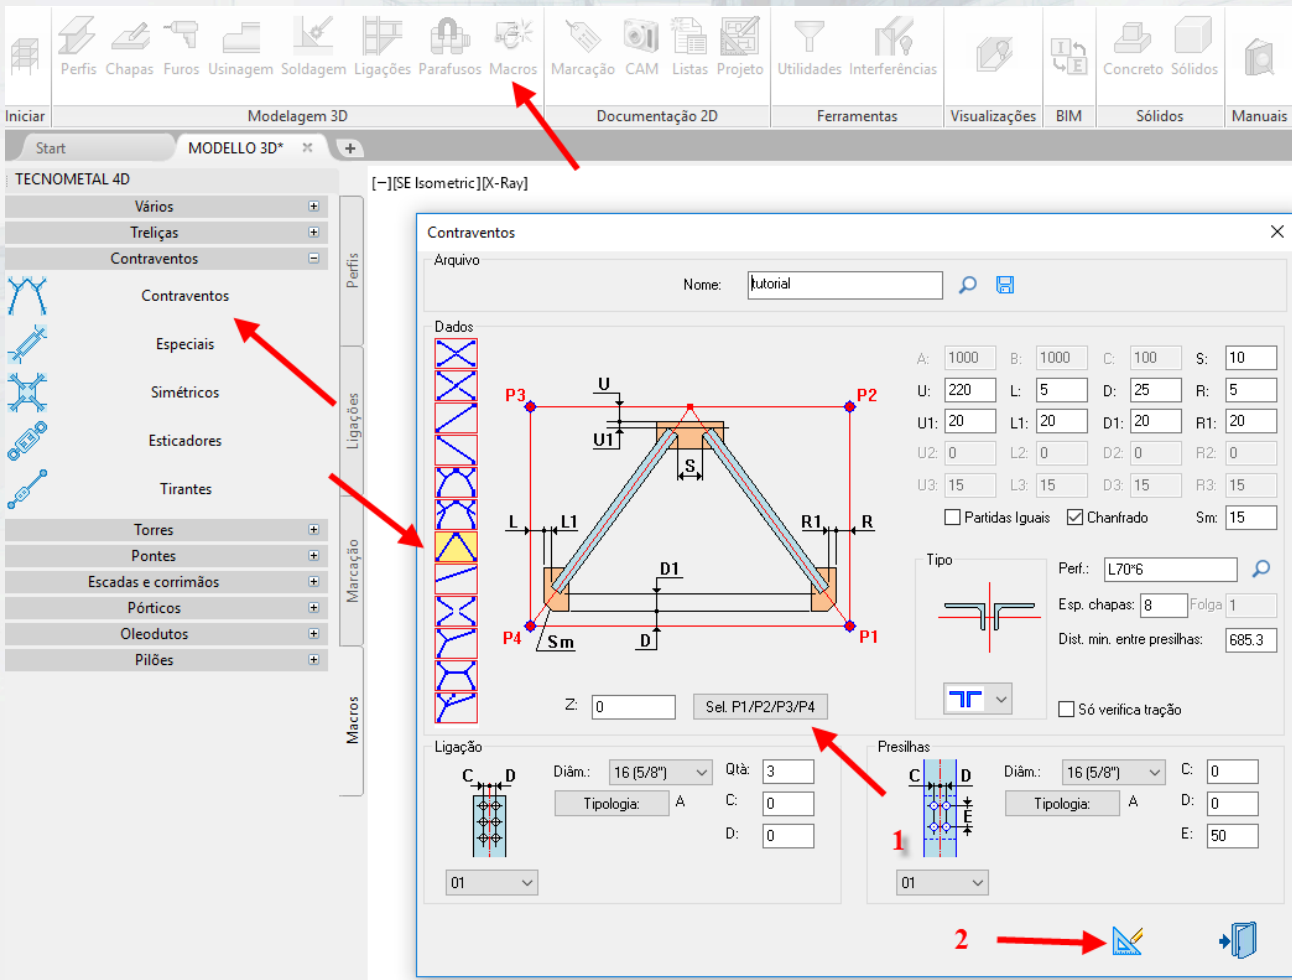 Perfis Chapas Furos Usinagem Soldagem Ligações Parafusos Macros Marcação CAM Listas Projeto Utilidades Interferências Concreto Sólidos
Iniciar Modelagem 3D Documentação 2D Ferramentas Visualizações BIM Sólidos Manuais
Start MODELLO 3D*
TECNOMETAL 4D
[−][SE Isometric][X-Ray]
Vários
Treliças
Contraventos
Contraventos
Especiais
Simétricos
Esticadores
Tirantes
Torres
Pontes
Escadas e corrimãos
Pórticos
Oleodutos
Pilões
Perfis
Ligações
Marcação
Macros
Contraventos
Arquivo
Nome: tutorial
Dados
A: 1000 B: 1000 C: 100 S: 10
U: 220 L: 5 D: 25 R: 5
U1: 20 L1: 20 D1: 20 R1: 20
U2: 0 L2: 0 D2: 0 R2: 0
U3: 15 L3: 15 D3: 15 R3: 15
Partidas Iguais Chanfrado Sm: 15
P3 U P2
U1
S
L L1 R1 R
D1
P4 Sm D P1
Z: 0 Sel. P1/P2/P3/P4
Tipo
Perf.: L70*6
Esp. chapas: 8 Folga 1
Dist. min. entre presilhas: 685.3
Só verifica tração
Ligação
C D
Diâm.: 16 (5/8") Qtà: 3
Tipologia: A C: 0
D: 0
01
Presilhas
C D
E
Diâm.: 16 (5/8") C: 0
Tipologia: A D: 0
E: 50
01
1
2